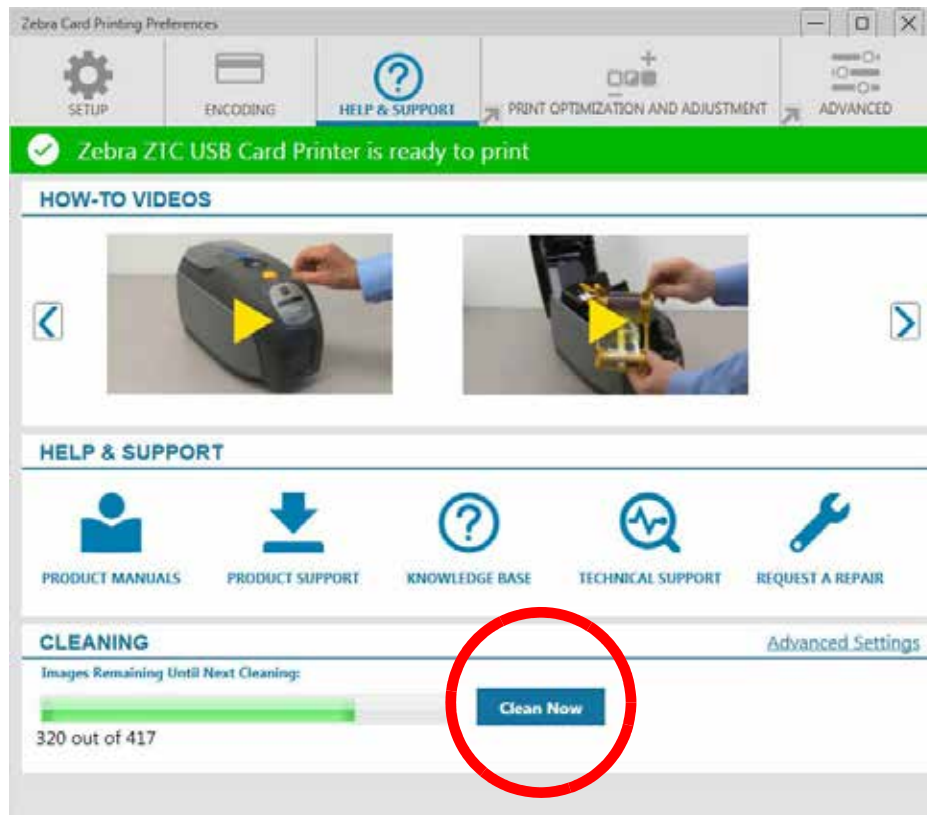 Zebra Card Printing Preferences
SETUP
ENCODING
HELP & SUPPORT
PRINT OPTIMIZATION AND ADJUSTMENT
ADVANCED
Zebra ZTC USB Card Printer is ready to print
HOW-TO VIDEOS
HELP & SUPPORT
PRODUCT MANUALS
PRODUCT SUPPORT
KNOWLEDGE BASE
TECHNICAL SUPPORT
REQUEST A REPAIR
CLEANING
Advanced Settings
Images Remaining Until Next Cleaning:
Clean Now
320 out of 417